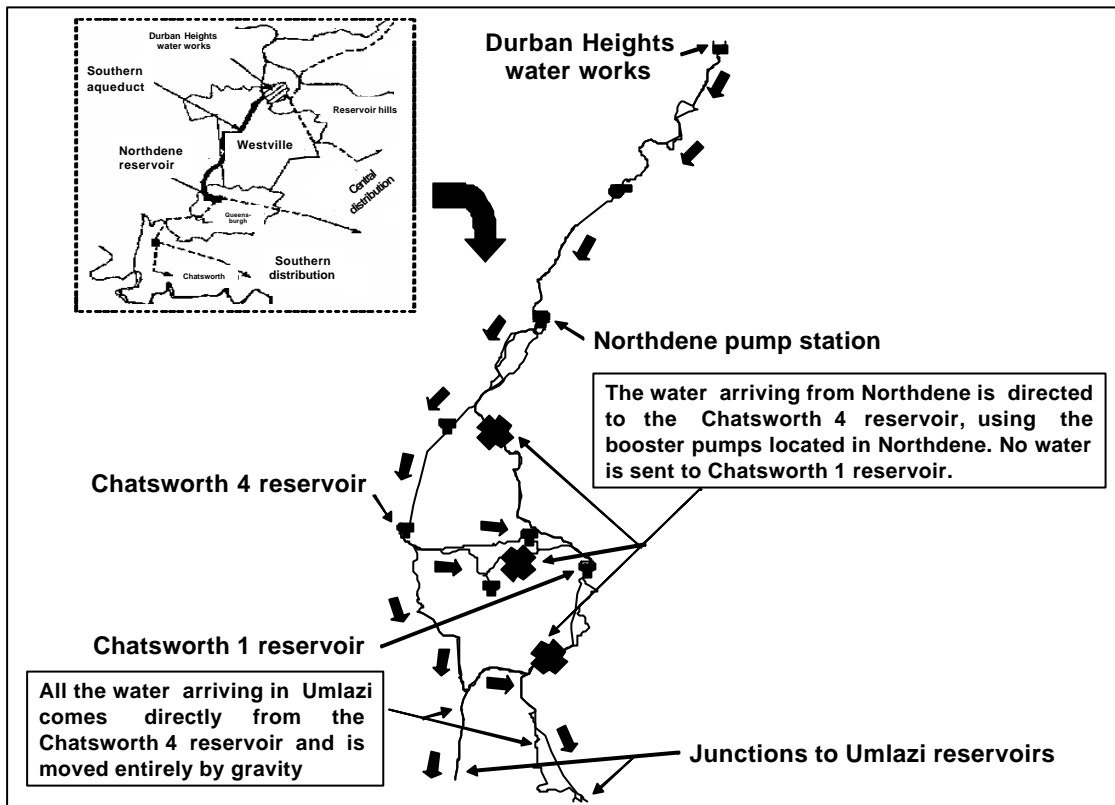 Durban Heights
water works
Southern
aqueduct
Reservoir hills
Westville
Northdene
reservoir
Central
distribution
Queens-
burgh
Southern
distribution
Chatsworth
Durban Heights
water works
Northdene pump station
The water arriving from Northdene is directed
to the Chatsworth 4 reservoir, using the
booster pumps located in Northdene. No water
is sent to Chatsworth 1 reservoir.
Chatsworth 4 reservoir
Chatsworth 1 reservoir
All the water arriving in Umlazi
comes directly from the
Chatsworth 4 reservoir and is
moved entirely by gravity
Junctions to Umlazi reservoirs